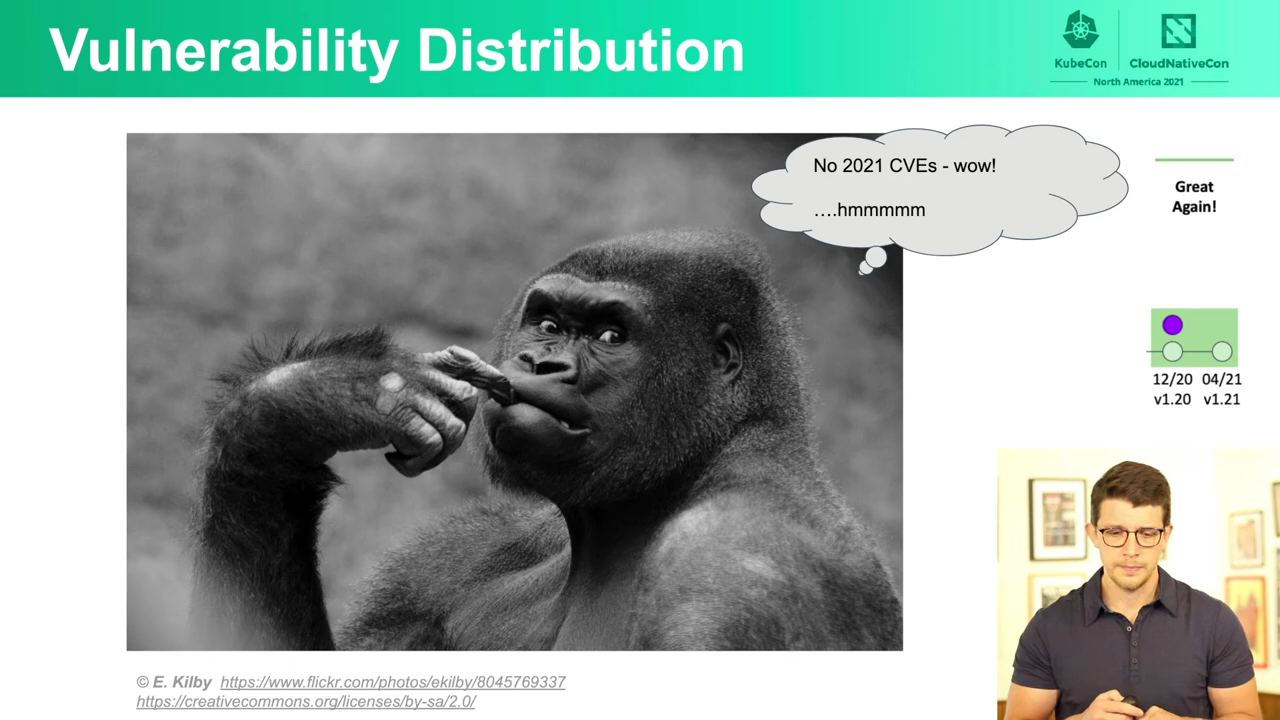 Vulnerability Distribution
KubeCon
CloudNativeCon
North America 2021
No 2021 CVEs - wow!
….hmmmmm
Great
Again!
12/20 04/21
v1.20 v1.21
© E. Kilby https://www.flickr.com/photos/ekilby/8045769337
https://creativecommons.org/licenses/by-sa/2.0/